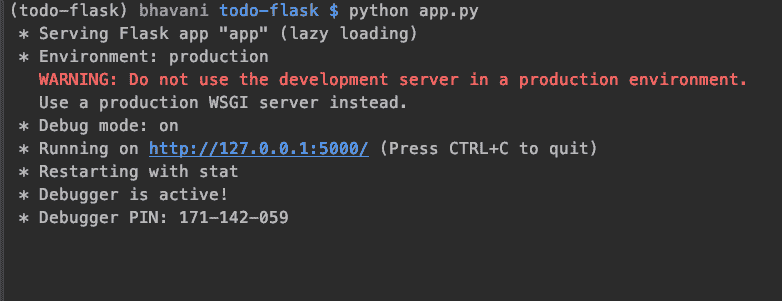 (todo-flask) bhavani todo-flask $ python app.py
* Serving Flask app "app" (lazy loading)
* Environment: production
WARNING: Do not use the development server in a production environment.
Use a production WSGI server instead.
* Debug mode: on
* Running on http://127.0.0.1:5000/ (Press CTRL+C to quit)
* Restarting with stat
* Debugger is active!
* Debugger PIN: 171-142-059